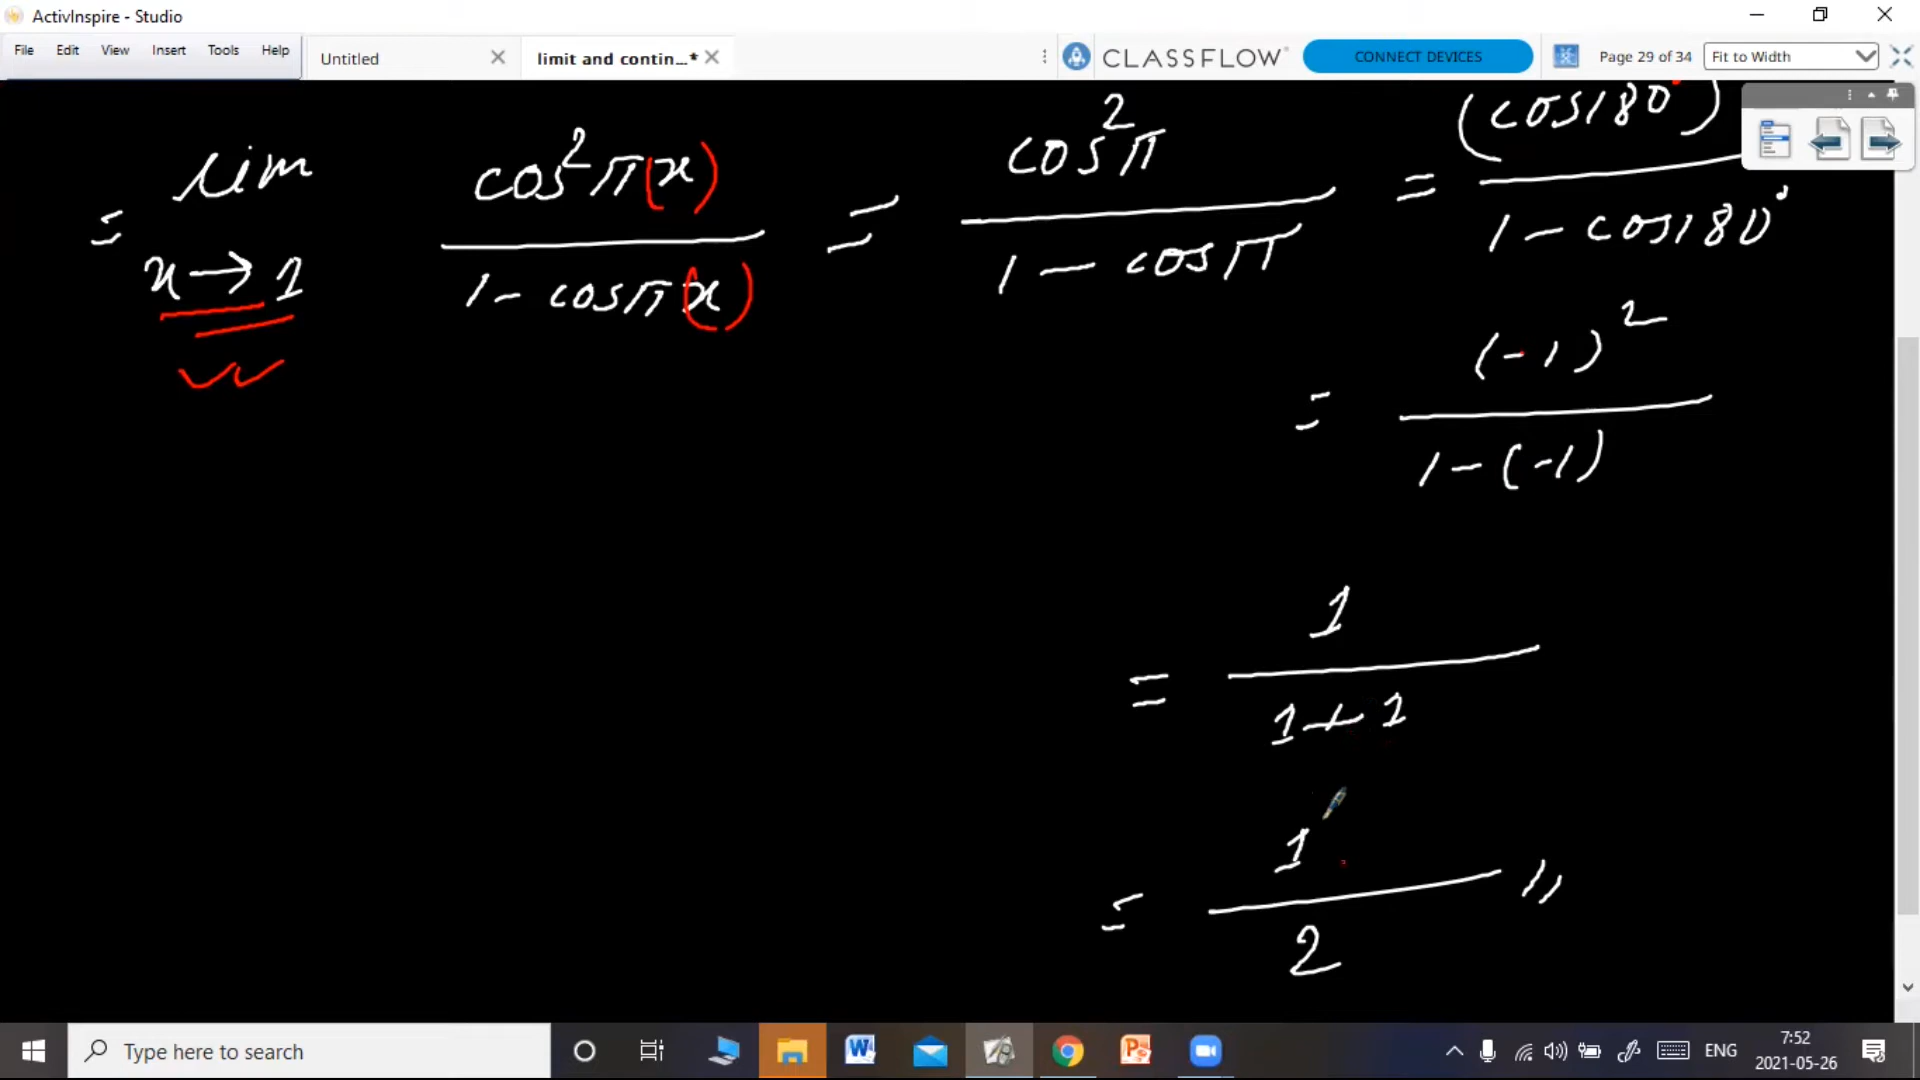 ActivInspire - Studio
File Edit View Insert Tools Help
Untitled
limit and contin...*
CLASSFLOW
CONNECT DEVICES
Page 29 of 34
Fit to Width
= lim x→1 cos²π(x) / 1 - cosπ(x) = cos²π / 1 - cosπ = (cos180°) / 1 - cos180°
= (-1)² / 1-(-1)
= 1 / 1+1
= 1 / 2 //
Type here to search
ENG
7:52
2021-05-26